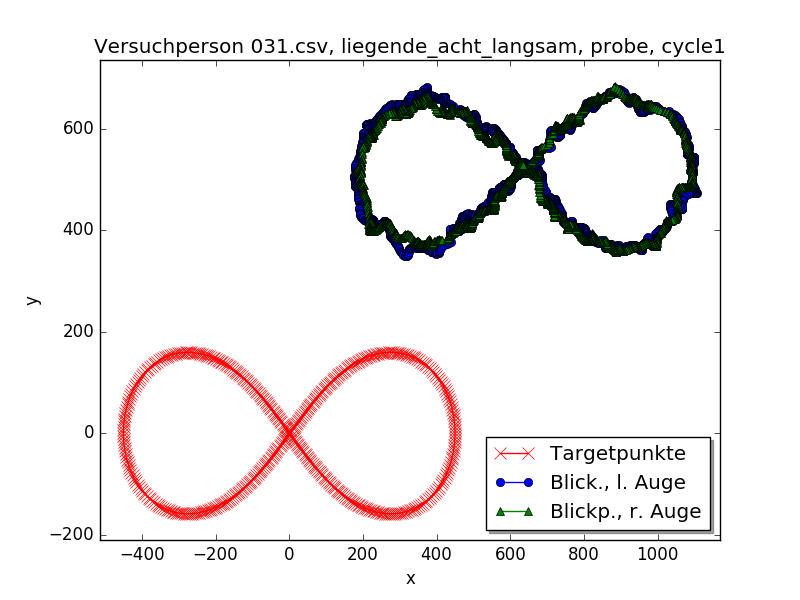 Versuchperson 031.csv, liegende_acht_langsam, probe, cycle1
y
600
400
200
0
−200
−400
−200
0
200
400
600
800
1000
x
Targetpunkte
Blick., l. Auge
Blickp., r. Auge